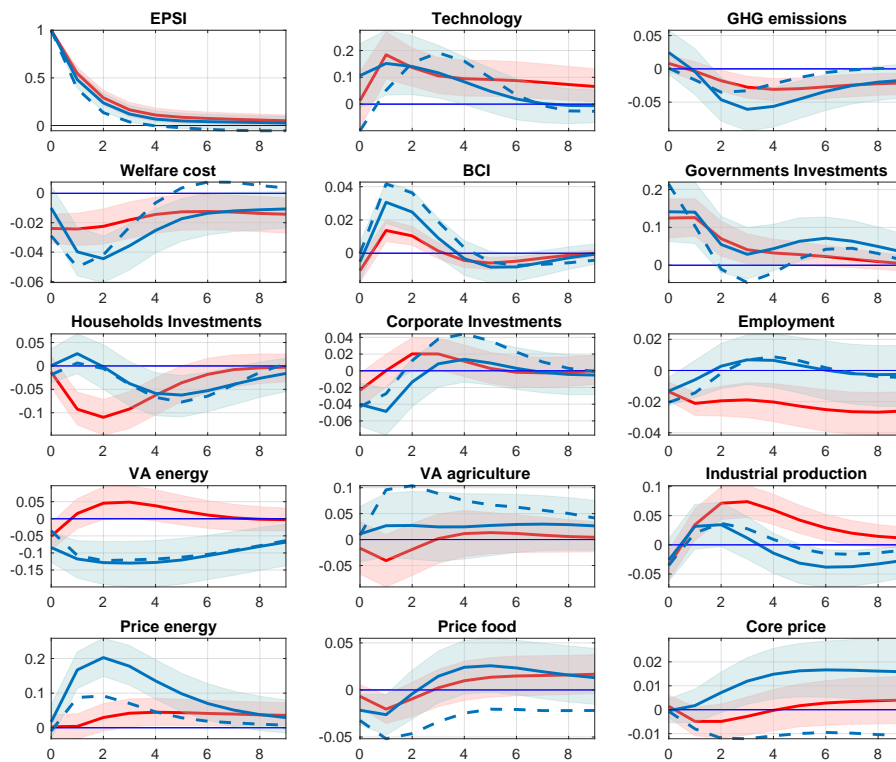 EPSI Technology GHG emissions
1 0.5 0
0.2 0.1 0
0.05 0 -0.05
0 2 4 6 8 0 2 4 6 8 0 2 4 6 8
Welfare cost BCI Governments Investments
0 -0.02 -0.04 -0.06
0.04 0.02 0
0.2 0.1 0
0 2 4 6 8 0 2 4 6 8 0 2 4 6 8
Households Investments Corporate Investments Employment
0.05 0 -0.05 -0.1
0.04 0.02 0 -0.02 -0.04 -0.06
0.02 0 -0.02 -0.04
0 2 4 6 8 0 2 4 6 8 0 2 4 6 8
VA energy VA agriculture Industrial production
0.05 0 -0.05 -0.1 -0.15
0.1 0.05 0 -0.05
0.1 0.05 0 -0.05
0 2 4 6 8 0 2 4 6 8 0 2 4 6 8
Price energy Price food Core price
0.2 0.1 0
0.05 0 -0.05
0.02 0.01 0 -0.01
0 2 4 6 8 0 2 4 6 8 0 2 4 6 8